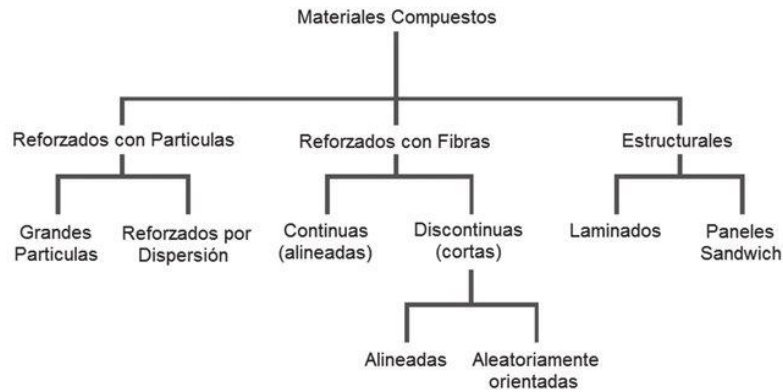 Materiales Compuestos
Reforzados con Particulas
Reforzados con Fibras
Estructurales
Grandes
Particulas
Reforzados por
Dispersión
Continuas
(alineadas)
Discontinuas
(cortas)
Laminados
Paneles
Sandwich
Alineadas
Aleatoriamente
orientadas